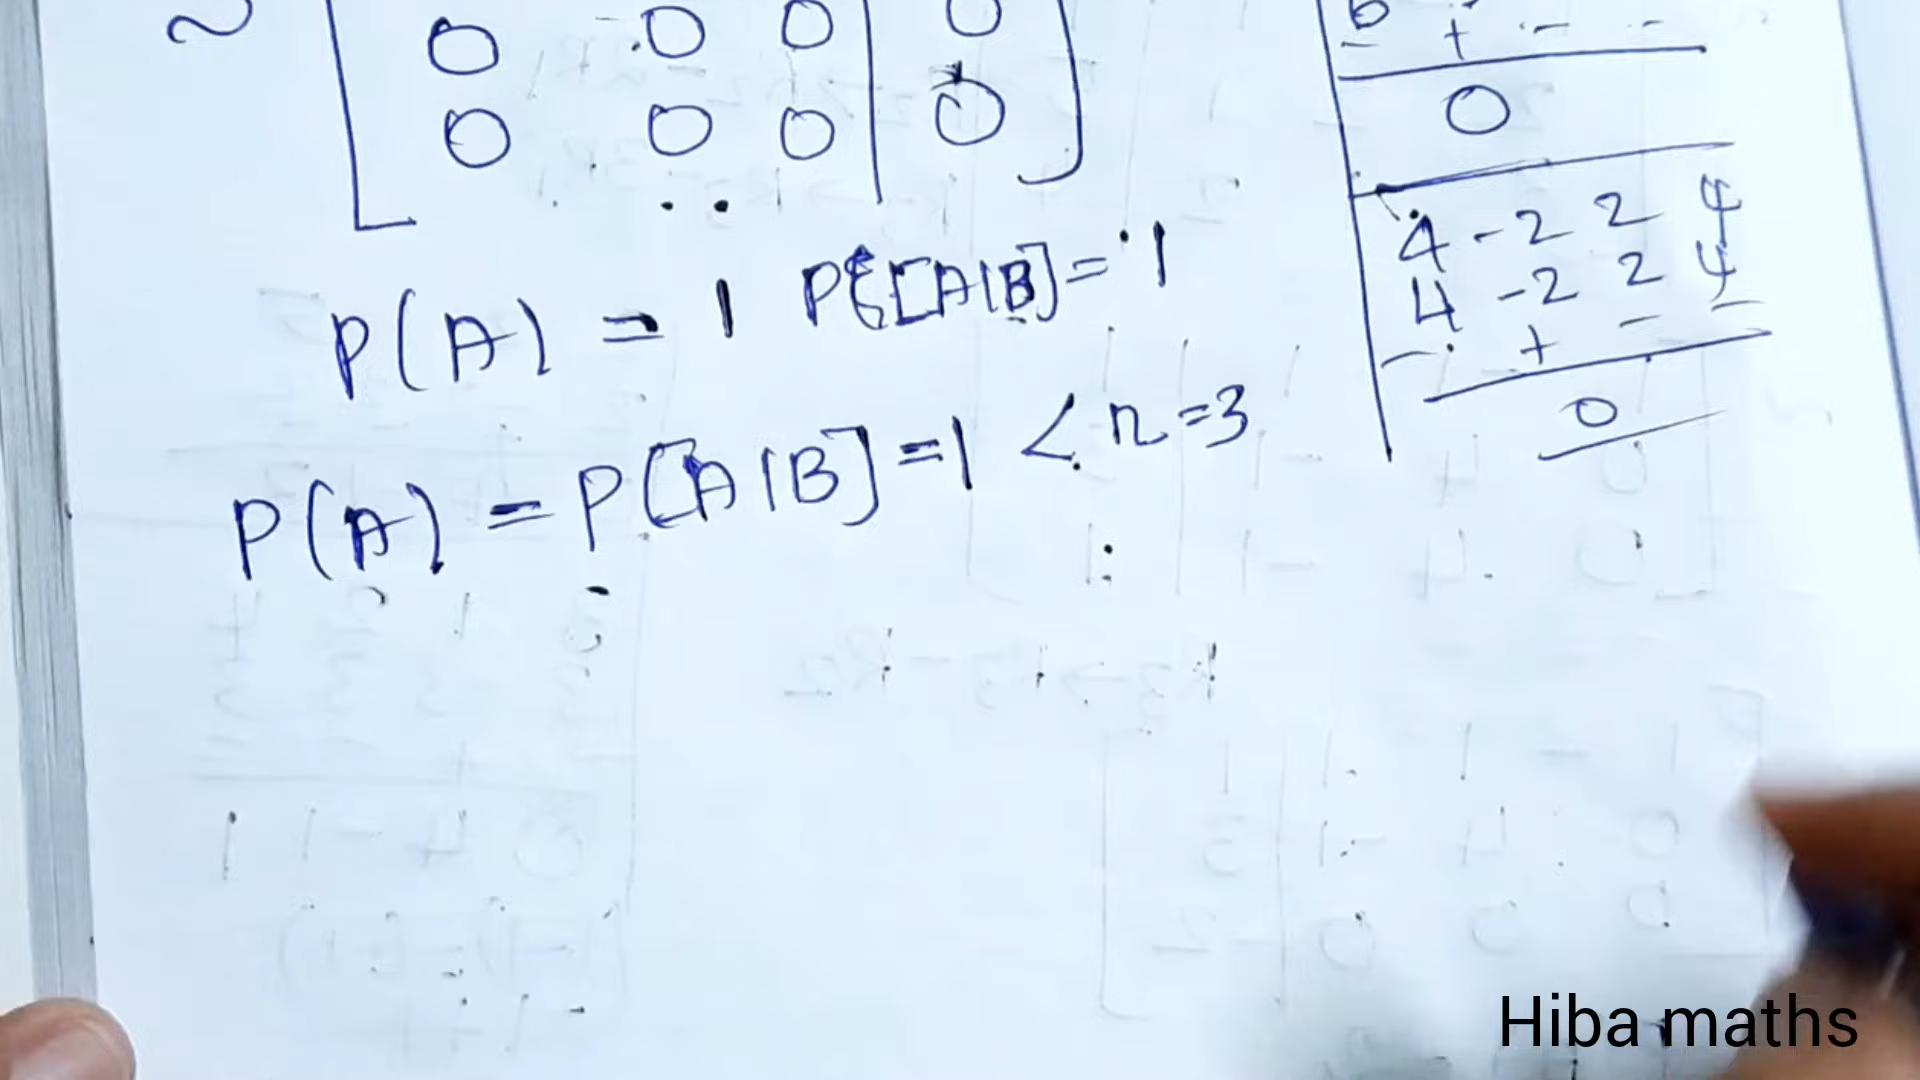 ~ 0 0 0 | 0
0 0 0 | 0
P(A) = 1 P([A|B] = 1
P(A) = P[A|B] = 1 < n = 3
6
- + - -
0
4 -2 2 4
4 -2 2 4
- + - -
0
Hiba maths